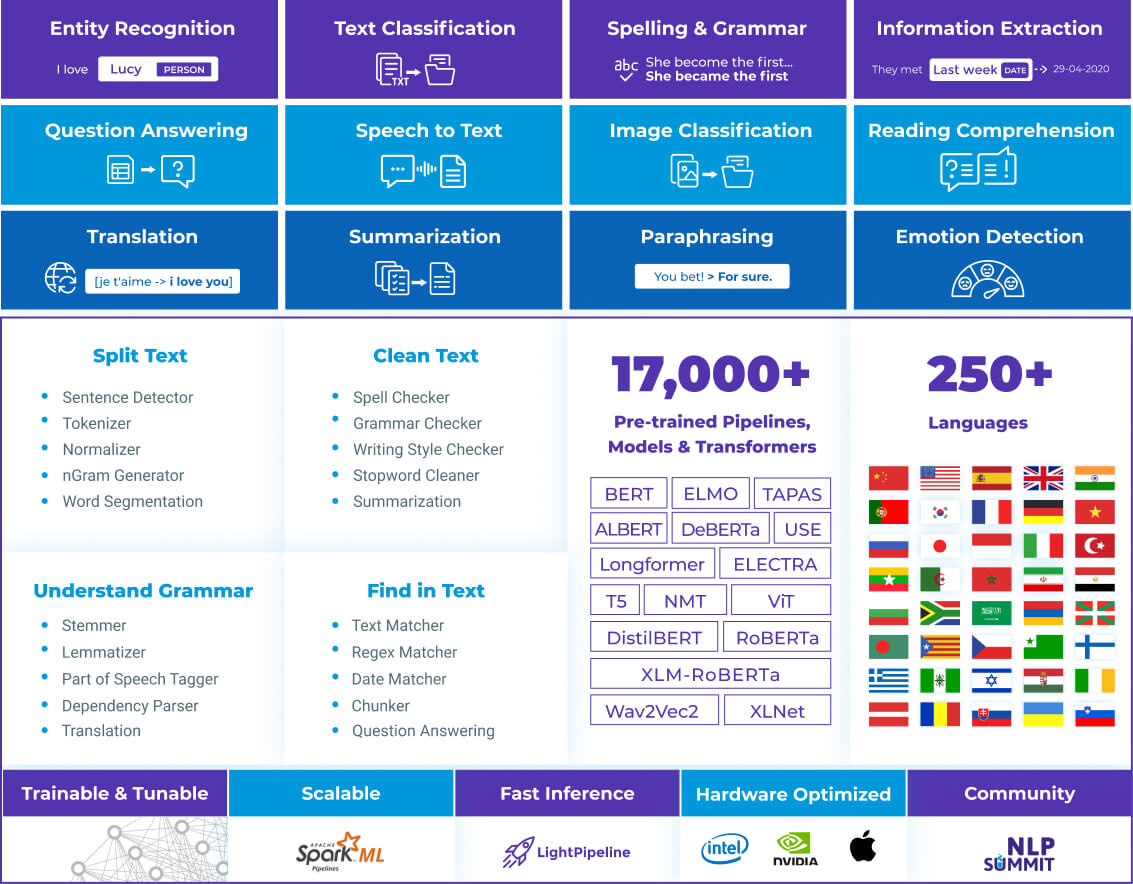 Entity Recognition
I love Lucy PERSON
Text Classification
TXT
Spelling & Grammar
abc She become the first...
She became the first
Information Extraction
They met Last week DATE 29-04-2020
Question Answering
?
Speech to Text
Image Classification
Reading Comprehension
? !
Translation
[je t'aime -> i love you]
Summarization
Paraphrasing
You bet! > For sure.
Emotion Detection
Split Text
Sentence Detector
Tokenizer
Normalizer
nGram Generator
Word Segmentation
Clean Text
Spell Checker
Grammar Checker
Writing Style Checker
Stopword Cleaner
Summarization
Understand Grammar
Stemmer
Lemmatizer
Part of Speech Tagger
Dependency Parser
Translation
Find in Text
Text Matcher
Regex Matcher
Date Matcher
Chunker
Question Answering
17,000+
Pre-trained Pipelines,
Models & Transformers
BERT ELMO TAPAS
ALBERT DeBERTa USE
Longformer ELECTRA
T5 NMT ViT
DistilBERT RoBERTa
XLM-RoBERTa
Wav2Vec2 XLNet
250+
Languages
Trainable & Tunable
Scalable
APACHE
Spark ML
Pipelines
Fast Inference
LightPipeline
Hardware Optimized
intel
NVIDIA
Community
NLP
SUMMIT